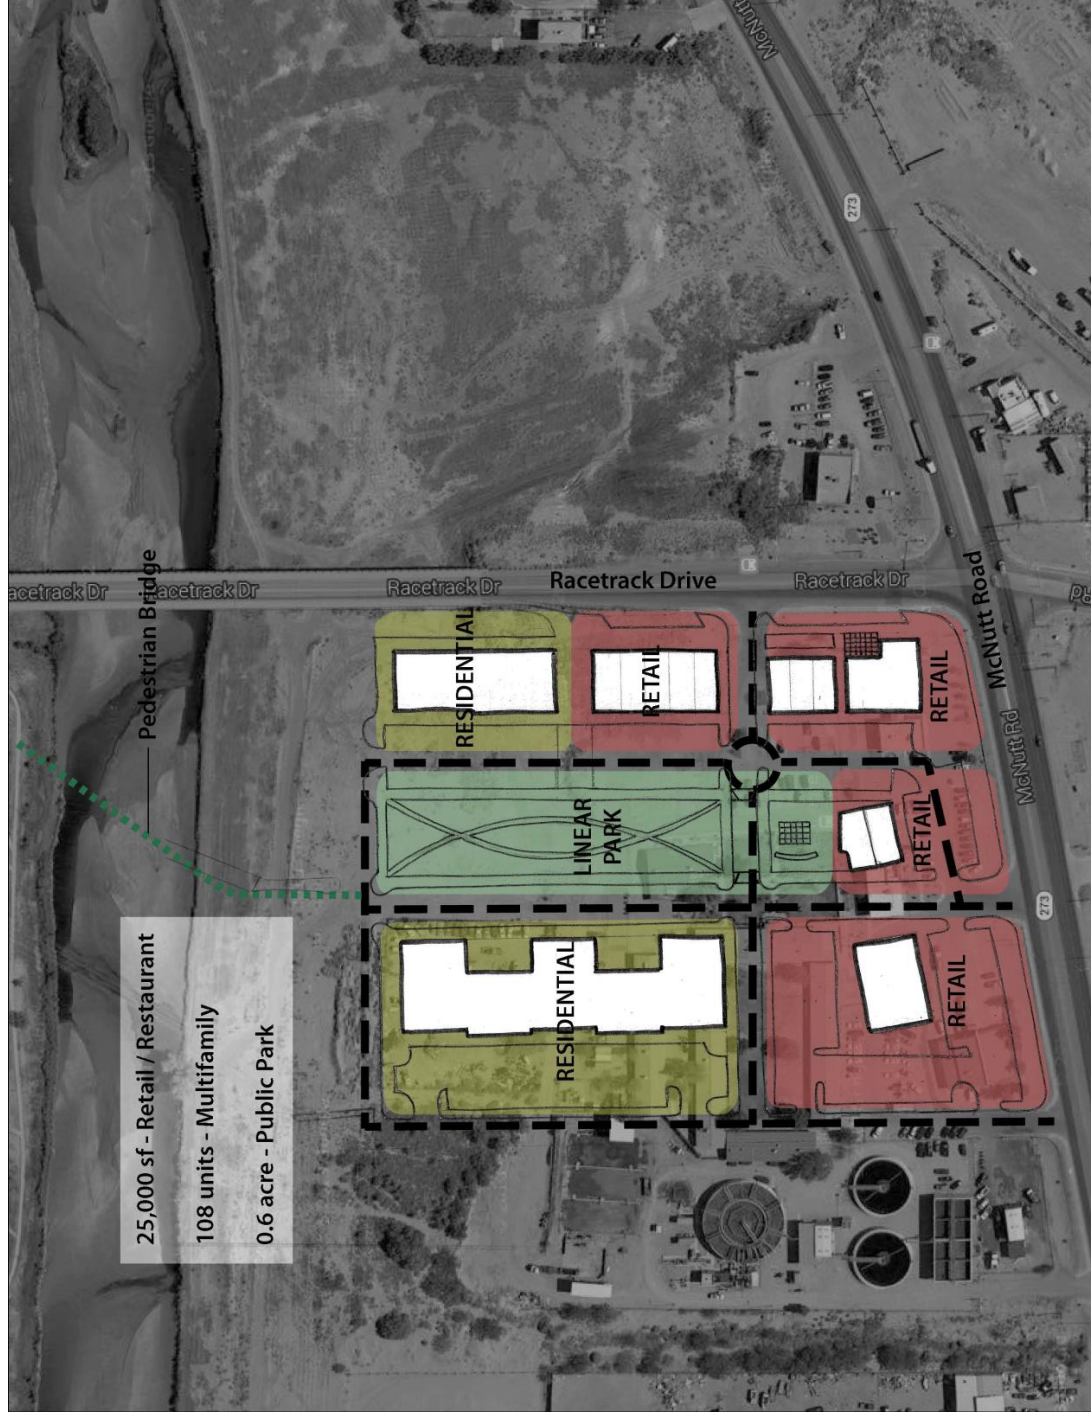 25,000 sf - Retail / Restaurant
108 units - Multifamily
0.6 acre - Public Park
Pedestrian Bridge
acetrack Dr
Racetrack Dr
Racetrack Dr
Racetrack Drive
Racetrack Dr
RESIDENTIAL
RETAIL
RETAIL
LINEAR
PARK
RETAIL
RESIDENTIAL
RETAIL
McNutt Road
McNutt Rd
McNutt
273
273